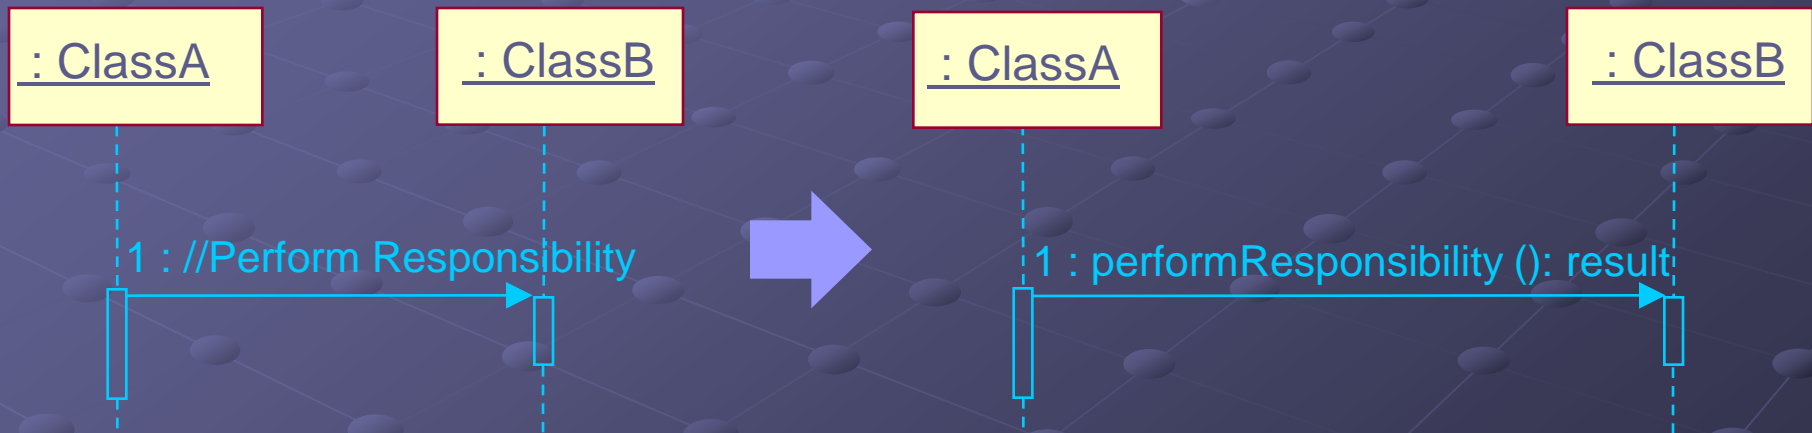 : ClassA
: ClassB
1 : //Perform Responsibility
: ClassA
: ClassB
1 : performResponsibility (): result